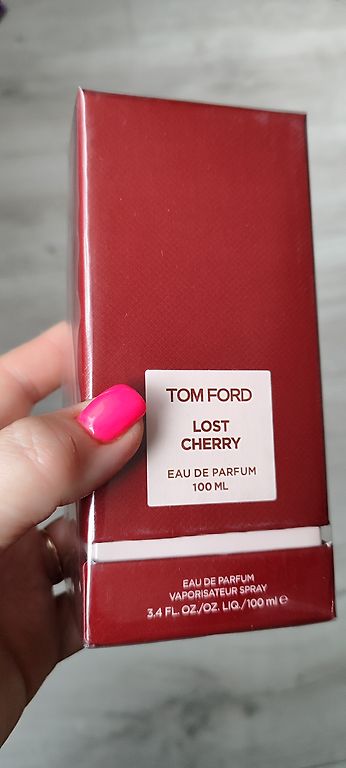 TOM FORD
LOST
CHERRY
EAU DE PARFUM
100 ML
EAU DE PARFUM
VAPORISATEUR SPRAY
3.4 FL. OZ./OZ. LIQ./100 ml ℮